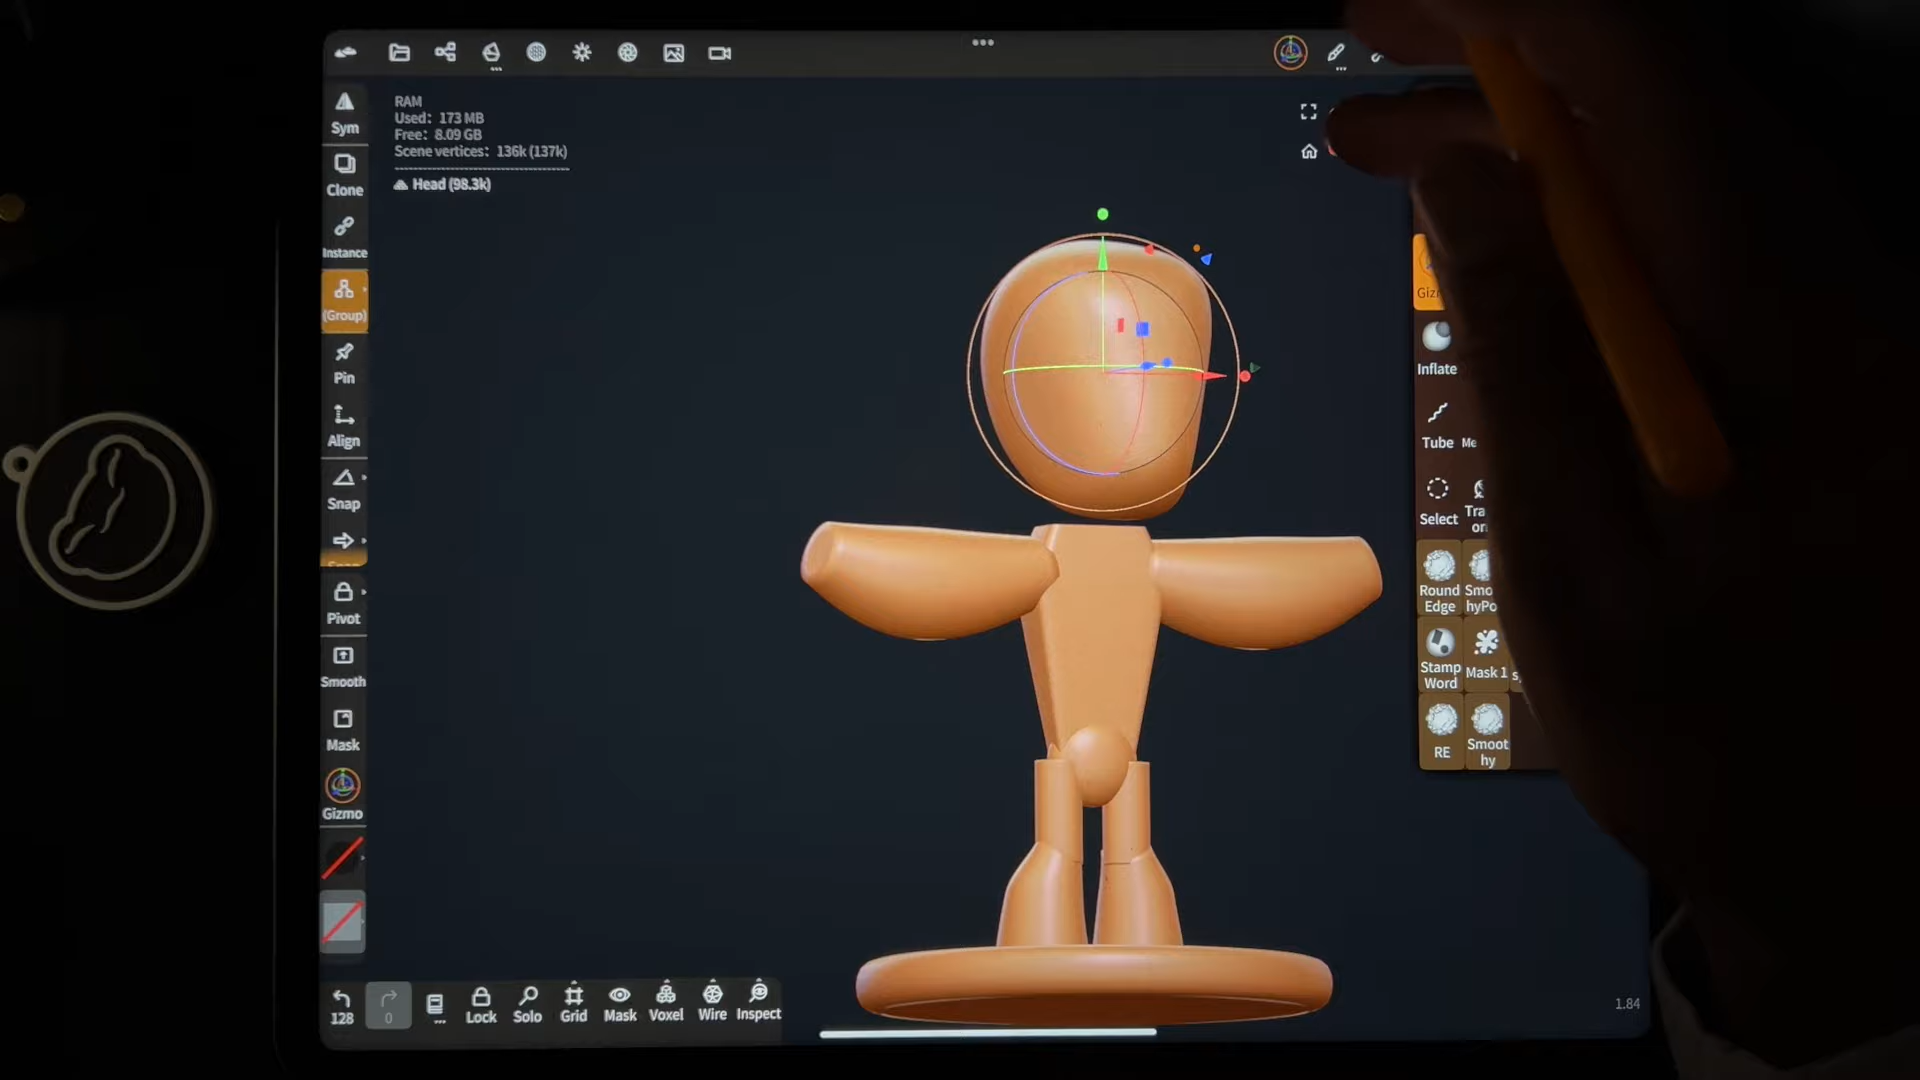 RAM
Used: 173 MB
Free: 8.09 GB
Scene vertices: 136k (137k)
Head (98.3k)
Sym
Clone
Instance
(Group)
Pin
Align
Snap
Pivot
Smooth
Mask
Gizmo
Inflate
Tube
Select
Round
Edge
Stamp
Word
Mask 1
RE
Smoot
hy
128
0
Lock
Solo
Grid
Mask
Voxel
Wire
Inspect
1.84